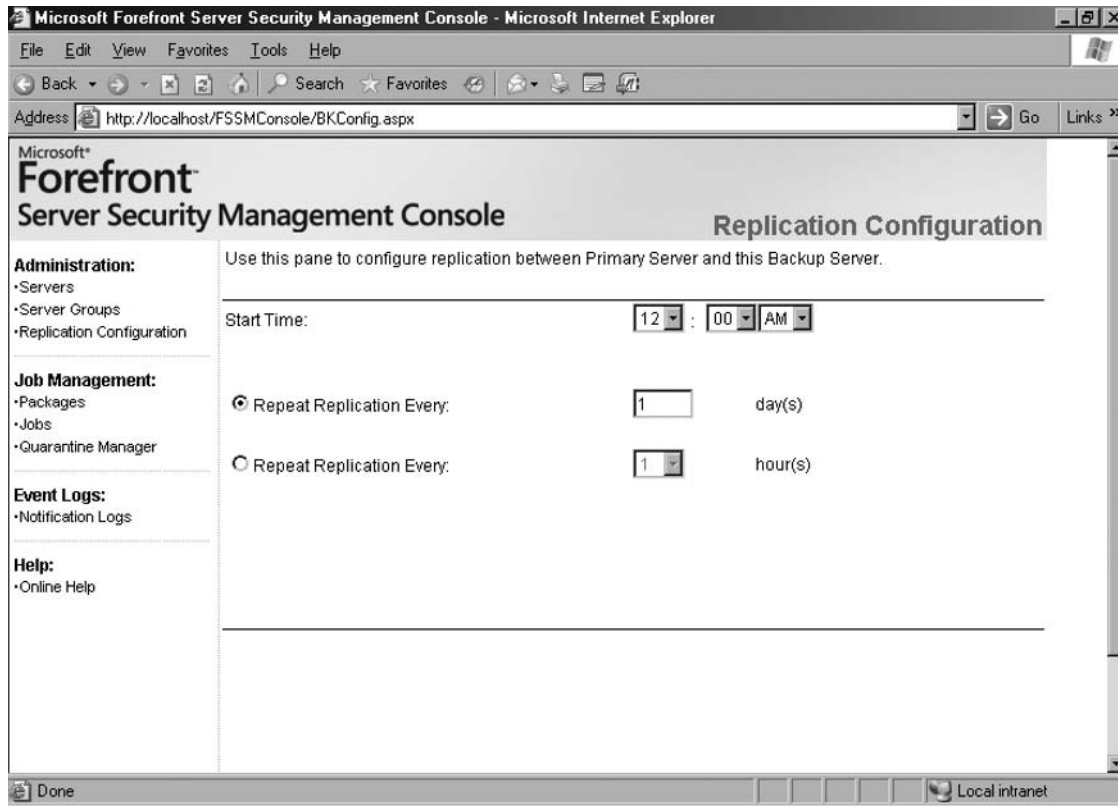 Microsoft Forefront Server Security Management Console - Microsoft Internet Explorer
File Edit View Favorites Tools Help
Back Search Favorites
Address http://localhost/FSSMConsole/BKConfig.aspx Go Links »
Microsoft®
Forefront™
Server Security Management Console
Replication Configuration
Administration:
•Servers
•Server Groups
•Replication Configuration
Job Management:
•Packages
•Jobs
•Quarantine Manager
Event Logs:
•Notification Logs
Help:
•Online Help
Use this pane to configure replication between Primary Server and this Backup Server.
Start Time: 12 : 00 AM
Repeat Replication Every: 1 day(s)
Repeat Replication Every: 1 hour(s)
Done Local intranet